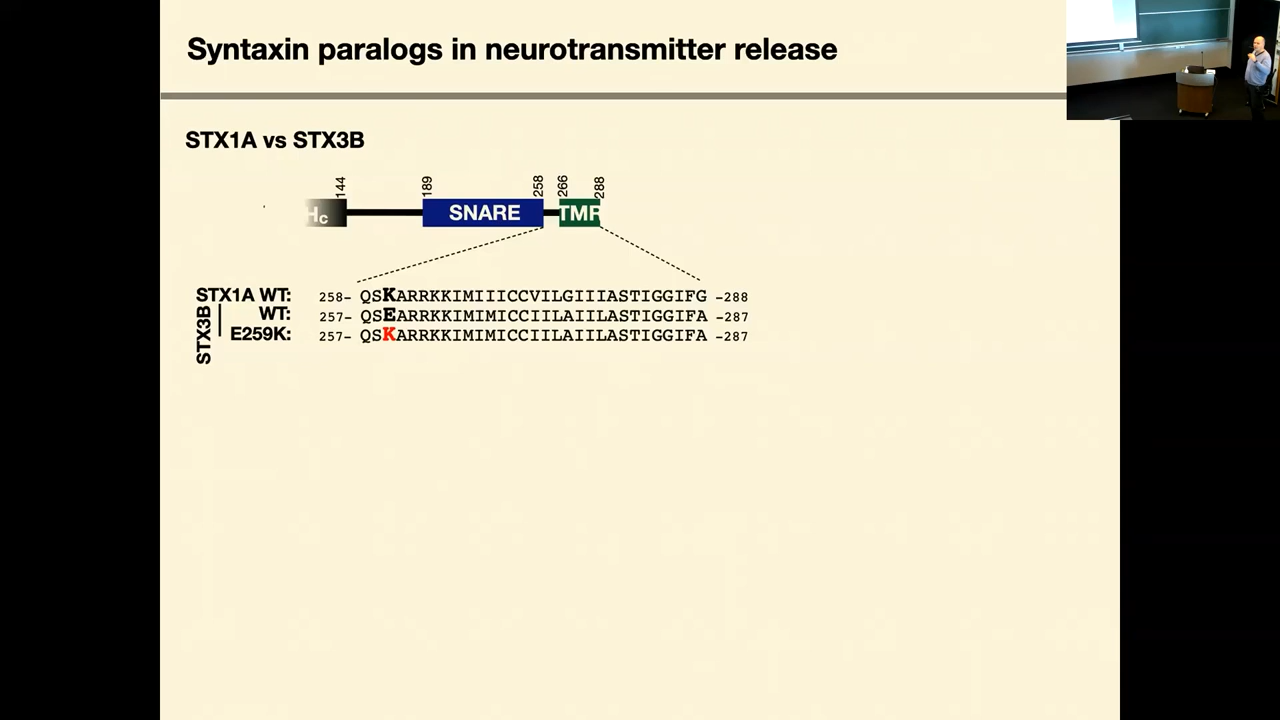 Syntaxin paralogs in neurotransmitter release
STX1A vs STX3B
144 189 258 266 288
Hc SNARE TMR
STX1A WT: 258- QSKARRKKIMIIICCVILGIIIASTIGGIFG -288
STX3B
WT: 257- QSEARRKKIMIMICCIILAIILASTIGGIFA -287
E259K: 257- QSKARRKKIMIMICCIILAIILASTIGGIFA -287